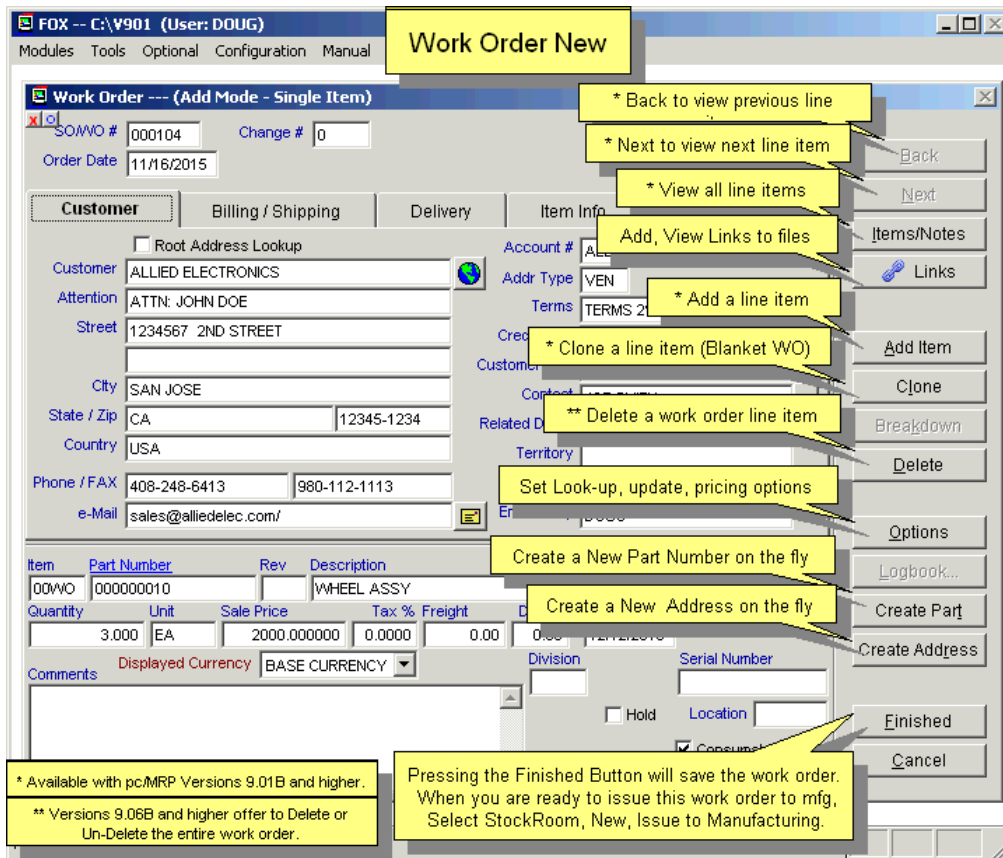 FOX -- C:\V901 (User: DOUG)
Work Order New
Modules Tools Optional Configuration Manual
Work Order --- (Add Mode - Single Item)
* Back to view previous line
SO/WO # 000104 Change # 0
Order Date 11/16/2015
* Next to view next line item
Back
Next
* View all line items
Items/Notes
Add, View Links to files
Links
Customer Billing / Shipping Delivery Item Info
Root Address Lookup
Account #
Customer ALLIED ELECTRONICS
Addr Type VEN
Attention ATTN: JOHN DOE
Terms TERMS
* Add a line item
Street 1234567 2ND STREET
* Clone a line item (Blanket WO)
Add Item
Customer
City SAN JOSE
Clone
State / Zip CA 12345-1234
** Delete a work order line item
Breakdown
Country USA
Territory
Delete
Phone / FAX 408-248-6413 980-112-1113
Set Look-up, update, pricing options
e-Mail sales@alliedelec.com/
Options
Create a New Part Number on the fly
Logbook...
Item Part Number Rev Description
00WO 000000010 WHEEL ASSY
Create a New Address on the fly
Create Part
Quantity Unit Sale Price Tax % Freight
3.000 EA 2000.000000 0.0000 0.00
Create Address
Displayed Currency BASE CURRENCY
Division Serial Number
Comments
Hold Location
Finished
Cancel
* Available with pc/MRP Versions 9.01B and higher.
** Versions 9.06B and higher offer to Delete or
Un-Delete the entire work order.
Pressing the Finished Button will save the work order.
When you are ready to issue this work order to mfg,
Select StockRoom, New, Issue to Manufacturing.